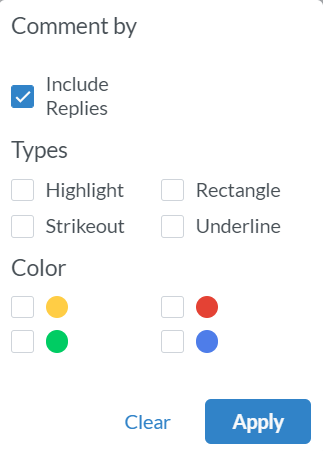 Comment by
Include
Replies
Types
Highlight Rectangle
Strikeout Underline
Color
Clear Apply